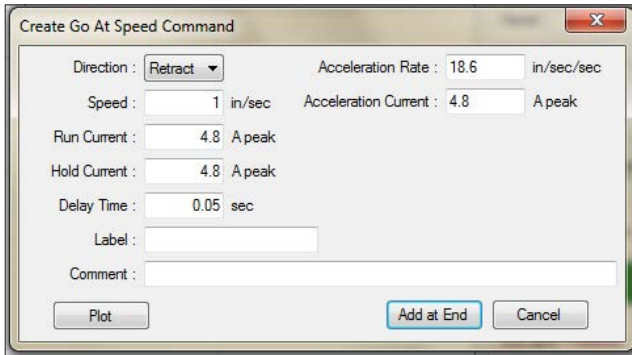 Create Go At Speed Command
Direction : Retract Acceleration Rate : 18.6 in/sec/sec
Speed : 1 in/sec Acceleration Current : 4.8 A peak
Run Current : 4.8 A peak
Hold Current : 4.8 A peak
Delay Time : 0.05 sec
Label :
Comment :
Plot Add at End Cancel